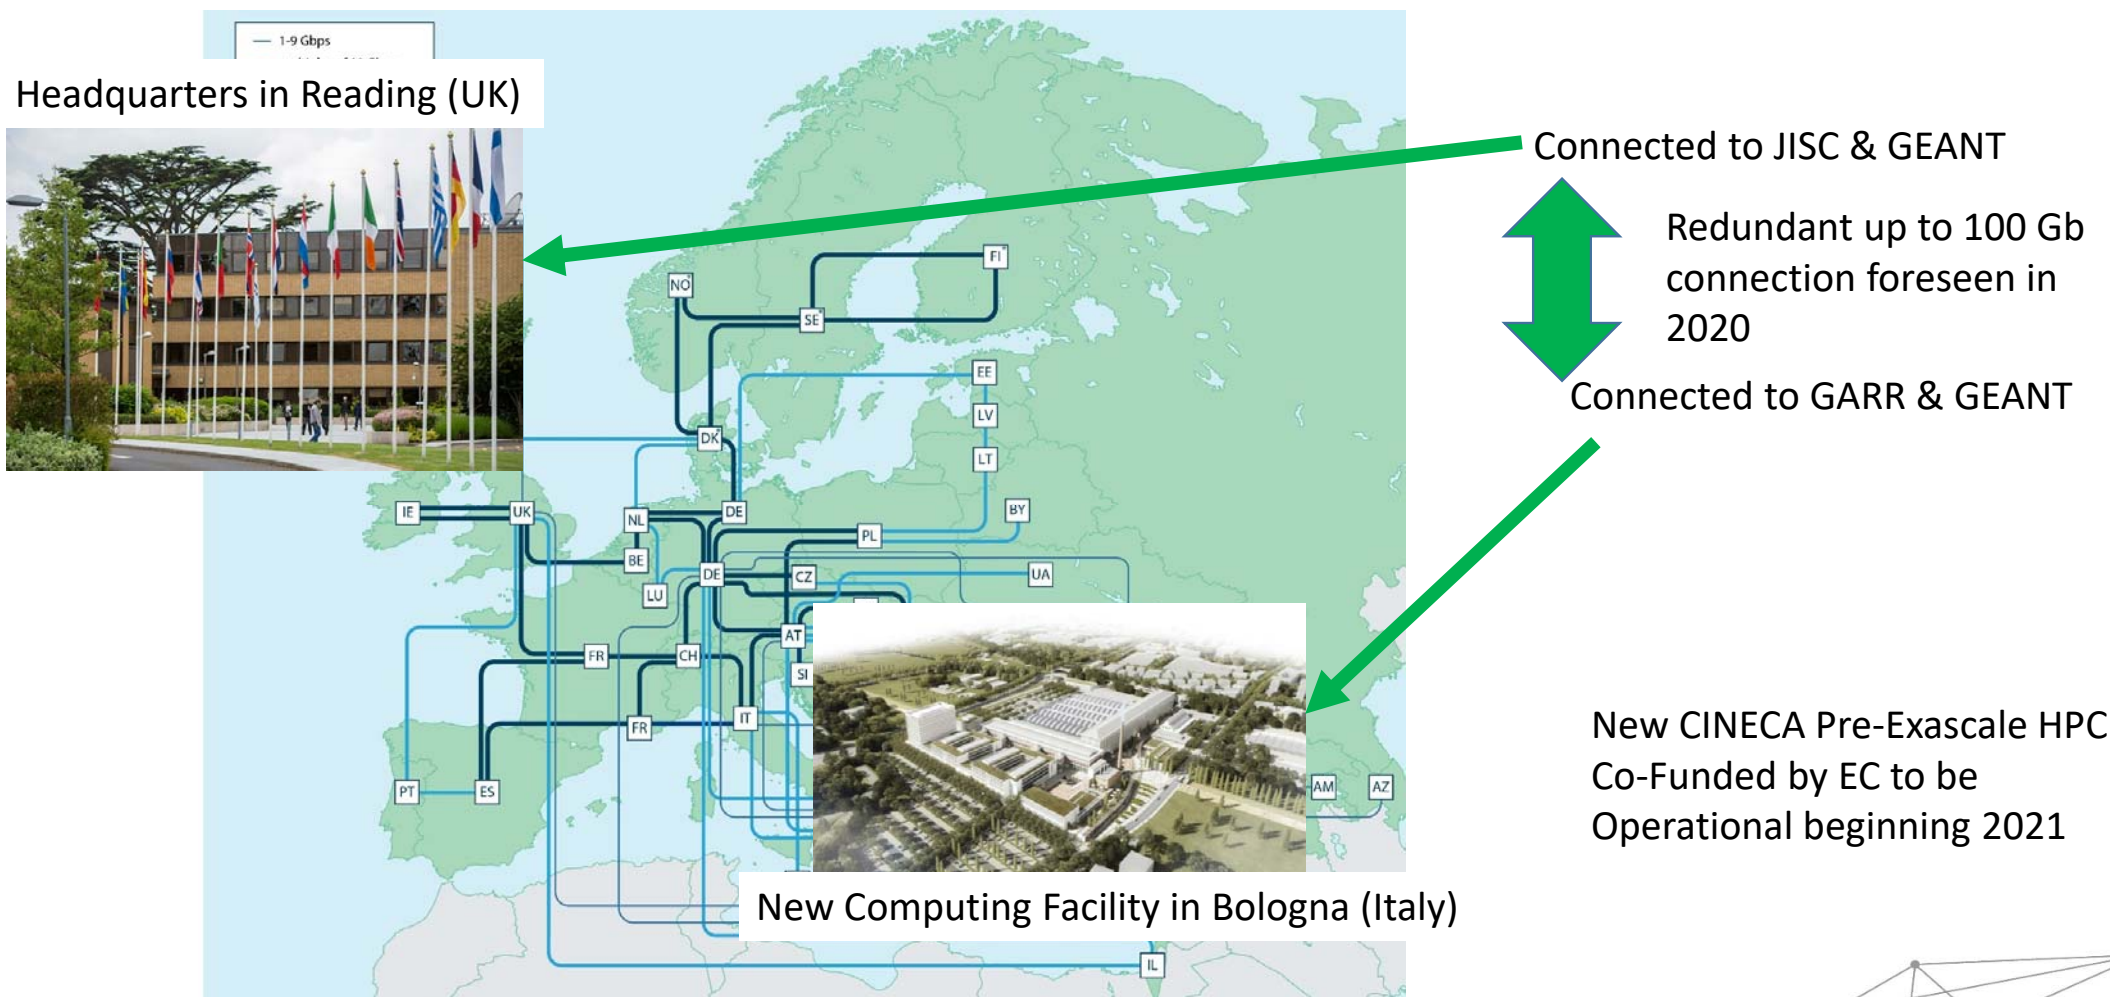 1-9 Gbps
Headquarters in Reading (UK)
Connected to JISC & GEANT
Redundant up to 100 Gb
connection foreseen in
2020
Connected to GARR & GEANT
FI
NO
SE
EE
LV
DK
LT
IE
UK
NL
DE
BY
PL
BE
DE
CZ
UA
LU
AT
FR
CH
SI
IT
FR
PT
ES
AM
AZ
New CINECA Pre-Exascale HPC
Co-Funded by EC to be
Operational beginning 2021
New Computing Facility in Bologna (Italy)
IL